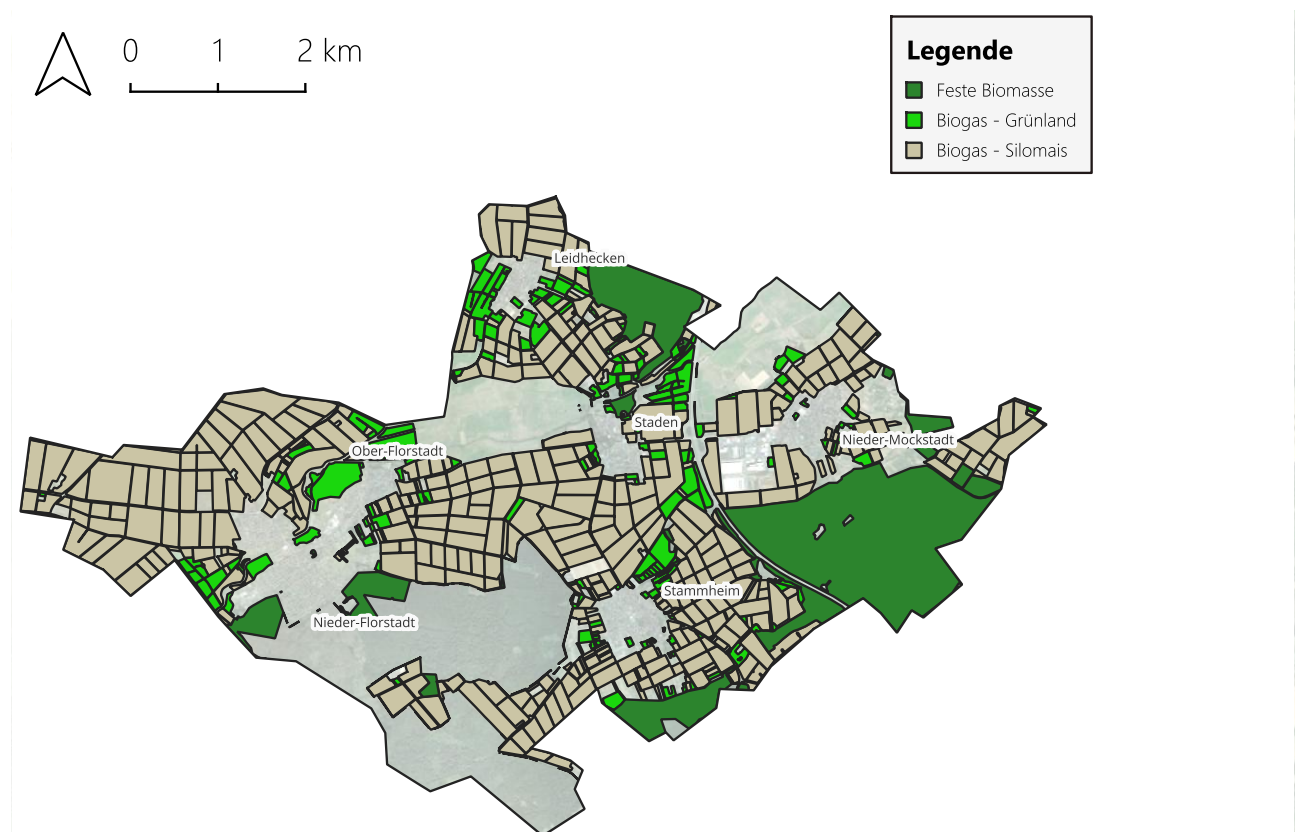 0 1 2 km
Legende
Feste Biomasse
Biogas - Grünland
Biogas - Silomais
Leidhecken
Staden
Nieder-Mockstadt
Ober-Florstadt
Stammheim
Nieder-Florstadt